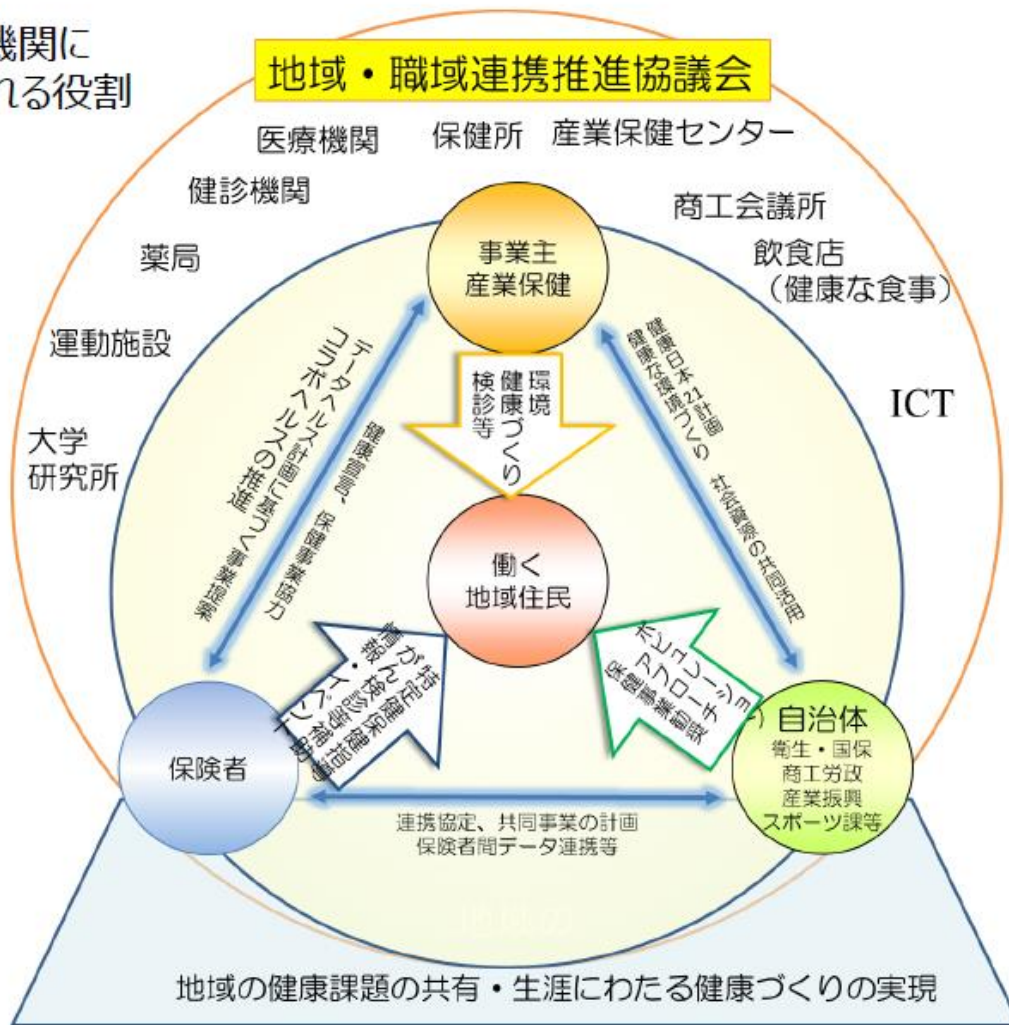 機関に
れる役割
地域・職域連携推進協議会
医療機関
保健所
産業保健センター
健診機関
商工会議所
薬局
飲食店
（健康な食事）
運動施設
ICT
大学
研究所
事業主
産業保健
データヘルス計画に基づく事業提案
コラボヘルスの推進
健康宣言、保健事業協力
健康日本21計画
健康な環境づくり
社会資源の共同活用
環境
健康づくり
検診等
働く
地域住民
特定健保健指導
がん検診等補助
情報・イベント
ポピュレーション
アプローチ
保健事業勧奨
保険者
自治体
衛生・国保
商工労政
産業振興
スポーツ課等
連携協定、共同事業の計画
保険者間データ連携等
地域の健康課題の共有・生涯にわたる健康づくりの実現